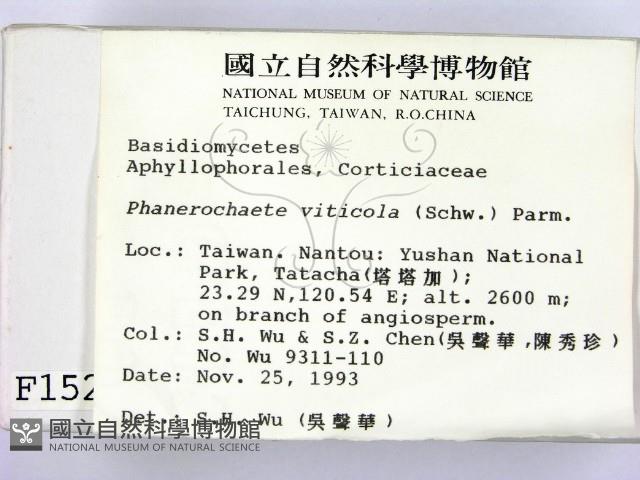 國立自然科學博物館
NATIONAL MUSEUM OF NATURAL SCIENCE
TAICHUNG, TAIWAN, R.O.CHINA
Basidiomycetes
Aphyllophorales, Corticiaceae
Phanerochaete viticola (Schw.) Parm.
Loc.: Taiwan. Nantou: Yushan National
Park, Tatacha(塔塔加);
23.29 N,120.54 E; alt. 2600 m;
on branch of angiosperm.
Col.: S.H. Wu & S.Z. Chen(吳聲華,陳秀珍)
No. Wu 9311-110
Date: Nov. 25, 1993
F152
Det.: S.H. Wu (吳聲華)
國立自然科學博物館
NATIONAL MUSEUM OF NATURAL SCIENCE